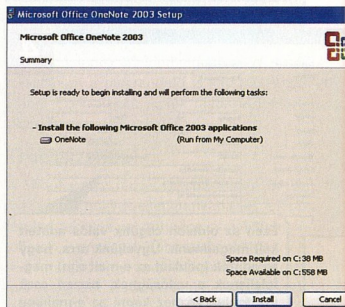 Microsoft Office OneNote 2003 Setup
Microsoft Office OneNote 2003
Summary
Setup is ready to begin installing and will perform the following tasks:
- Install the following Microsoft Office 2003 applications
OneNote (Run from My Computer)
Space Required on C: 38 MB
Space Available on C: 558 MB
< Back Install Cancel